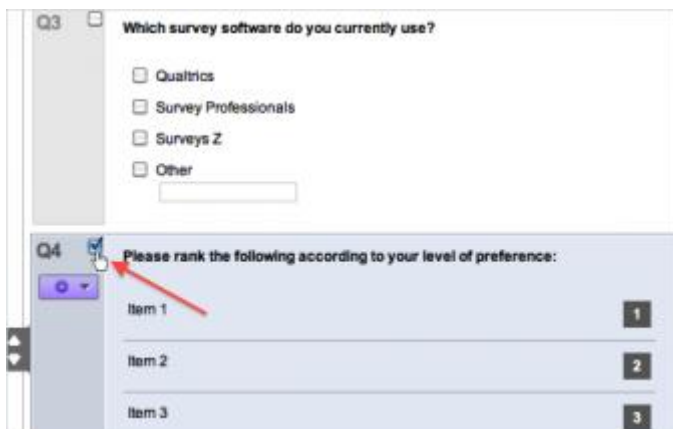 Q3
Which survey software do you currently use?
Qualtrics
Survey Professionals
Surveys Z
Other
Q4
Please rank the following according to your level of preference:
Item 1 1
Item 2 2
Item 3 3